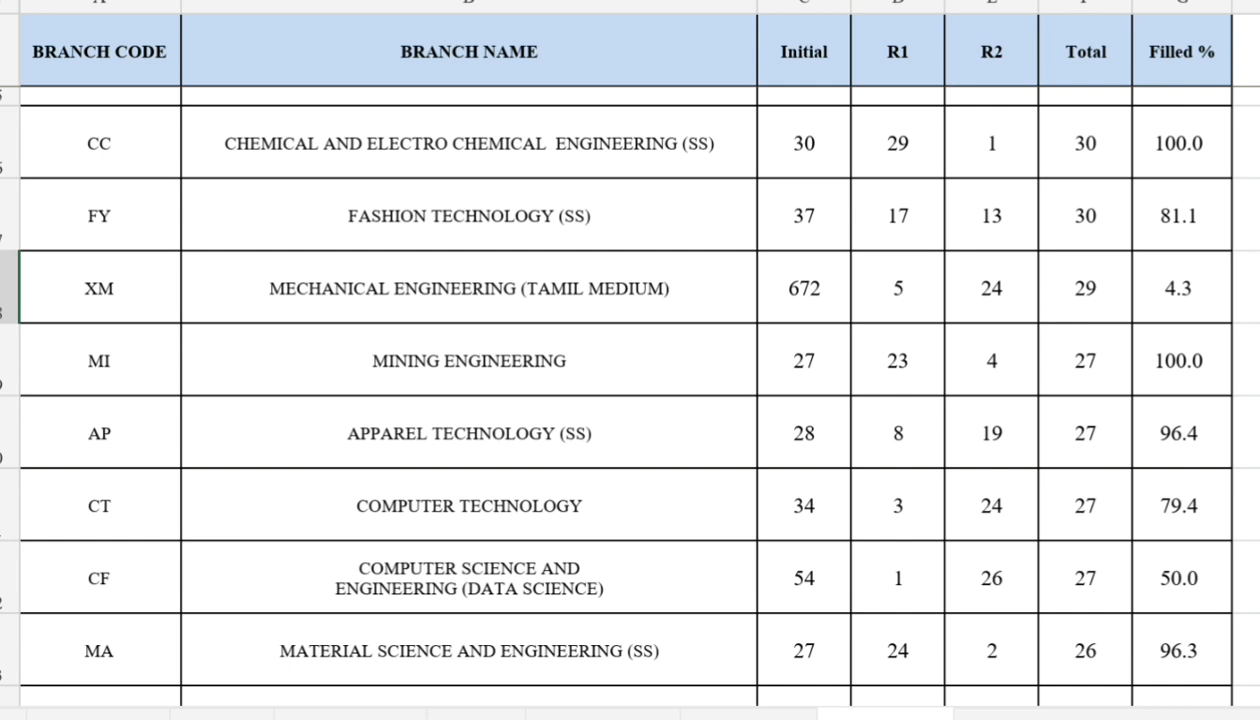 BRANCH CODE BRANCH NAME Initial R1 R2 Total Filled %
CC CHEMICAL AND ELECTRO CHEMICAL ENGINEERING (SS) 30 29 1 30 100.0
FY FASHION TECHNOLOGY (SS) 37 17 13 30 81.1
XM MECHANICAL ENGINEERING (TAMIL MEDIUM) 672 5 24 29 4.3
MI MINING ENGINEERING 27 23 4 27 100.0
AP APPAREL TECHNOLOGY (SS) 28 8 19 27 96.4
CT COMPUTER TECHNOLOGY 34 3 24 27 79.4
CF COMPUTER SCIENCE AND
ENGINEERING (DATA SCIENCE) 54 1 26 27 50.0
MA MATERIAL SCIENCE AND ENGINEERING (SS) 27 24 2 26 96.3